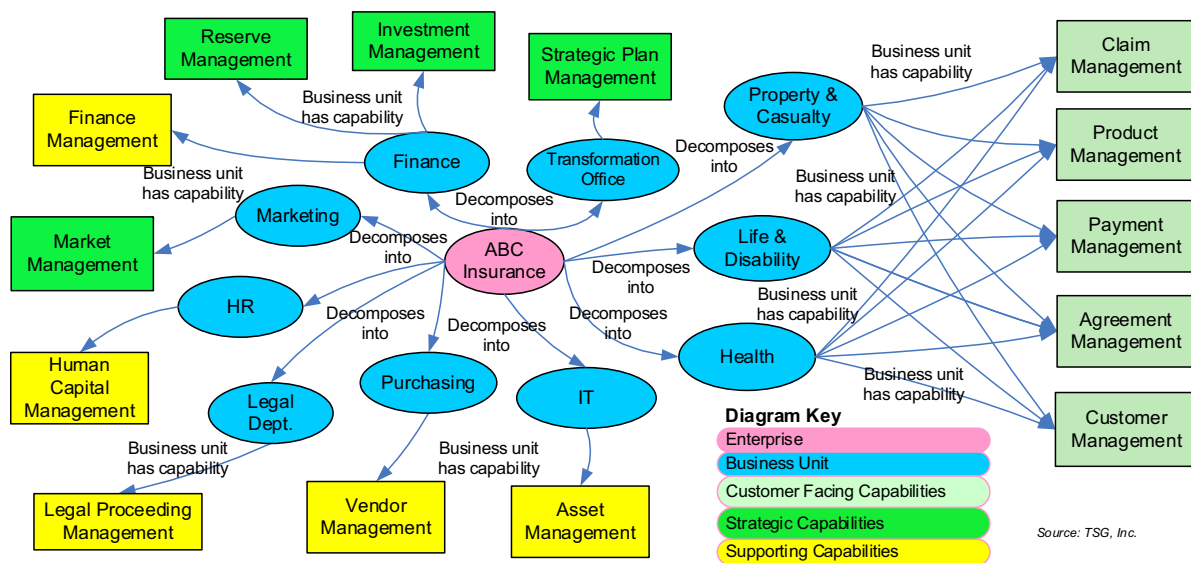 Reserve
Management
Investment
Management
Strategic Plan
Management
Business unit
has capability
Claim
Management
Business unit
has capability
Property &
Casualty
Finance
Management
Product
Management
Finance
Transformation
Office
Decomposes
into
Business unit
has capability
Business unit
has capability
Marketing
Decomposes
into
Payment
Management
Market
Management
Decomposes
into
ABC
Insurance
Life &
Disability
Decomposes
into
HR
Business unit
has capability
Decomposes
into
Decomposes
into
Decomposes
into
Agreement
Management
Human
Capital
Management
Health
Purchasing
IT
Business unit
has capability
Legal
Dept.
Customer
Management
Business unit
has capability
Business unit
has capability
Legal Proceeding
Management
Vendor
Management
Asset
Management
Diagram Key
Enterprise
Business Unit
Customer Facing Capabilities
Strategic Capabilities
Supporting Capabilities
Source: TSG, Inc.